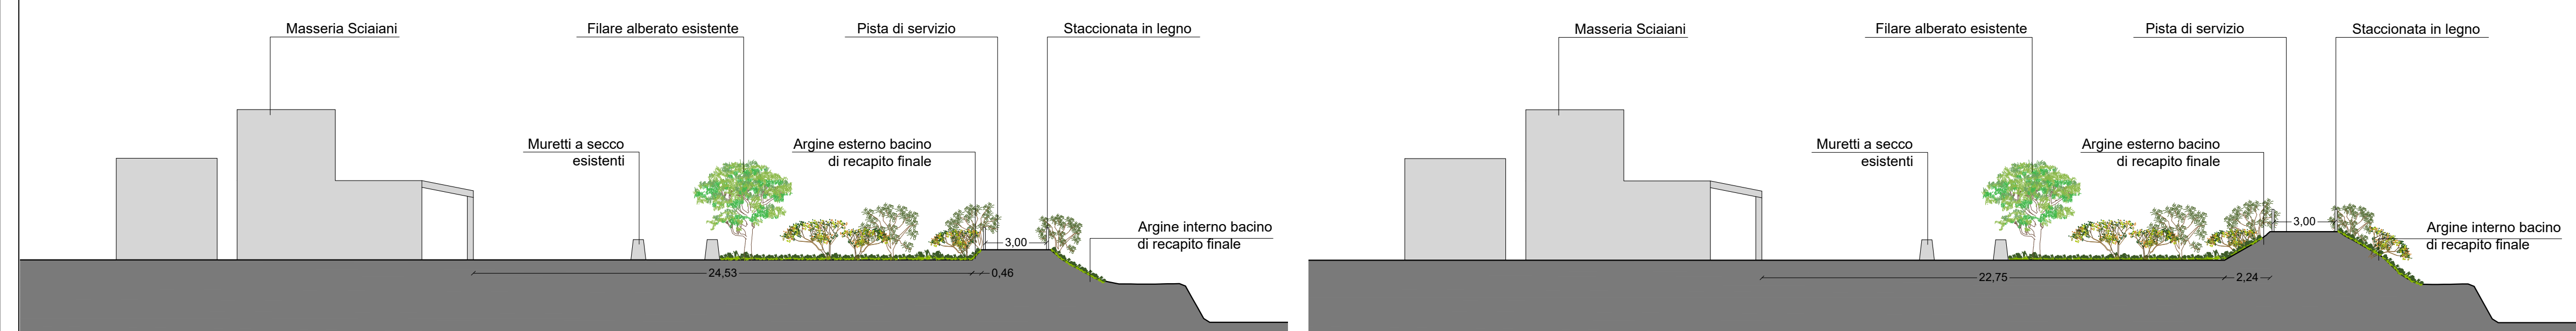 Masseria Sciaiani
Filare alberato esistente
Pista di servizio
Staccionata in legno
Muretti a secco
esistenti
Argine esterno bacino
di recapito finale
Argine interno bacino
di recapito finale
3,00
24,53
0,46
Masseria Sciaiani
Filare alberato esistente
Pista di servizio
Staccionata in legno
Muretti a secco
esistenti
Argine esterno bacino
di recapito finale
Argine interno bacino
di recapito finale
3,00
22,75
2,24